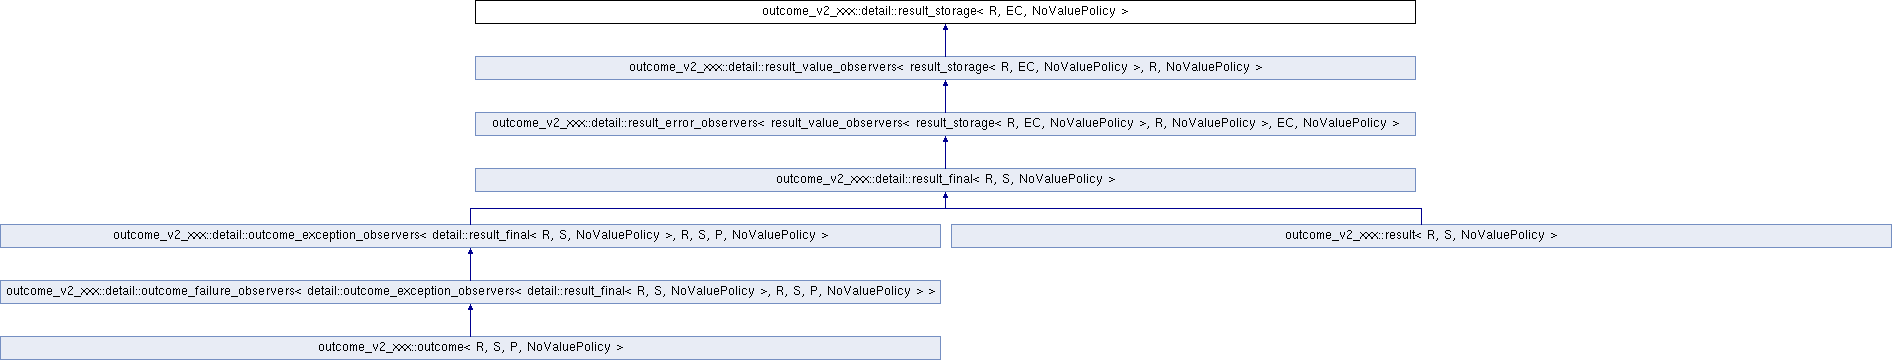 outcome_v2_xxx::detail::result_storage< R, EC, NoValuePolicy >
outcome_v2_xxx::detail::result_value_observers< result_storage< R, EC, NoValuePolicy >, R, NoValuePolicy >
outcome_v2_xxx::detail::result_error_observers< result_value_observers< result_storage< R, EC, NoValuePolicy >, R, NoValuePolicy >, EC, NoValuePolicy >
outcome_v2_xxx::detail::result_final< R, S, NoValuePolicy >
outcome_v2_xxx::detail::outcome_exception_observers< detail::result_final< R, S, NoValuePolicy >, R, S, P, NoValuePolicy >
outcome_v2_xxx::result< R, S, NoValuePolicy >
outcome_v2_xxx::detail::outcome_failure_observers< detail::outcome_exception_observers< detail::result_final< R, S, NoValuePolicy >, R, S, P, NoValuePolicy > >
outcome_v2_xxx::outcome< R, S, P, NoValuePolicy >